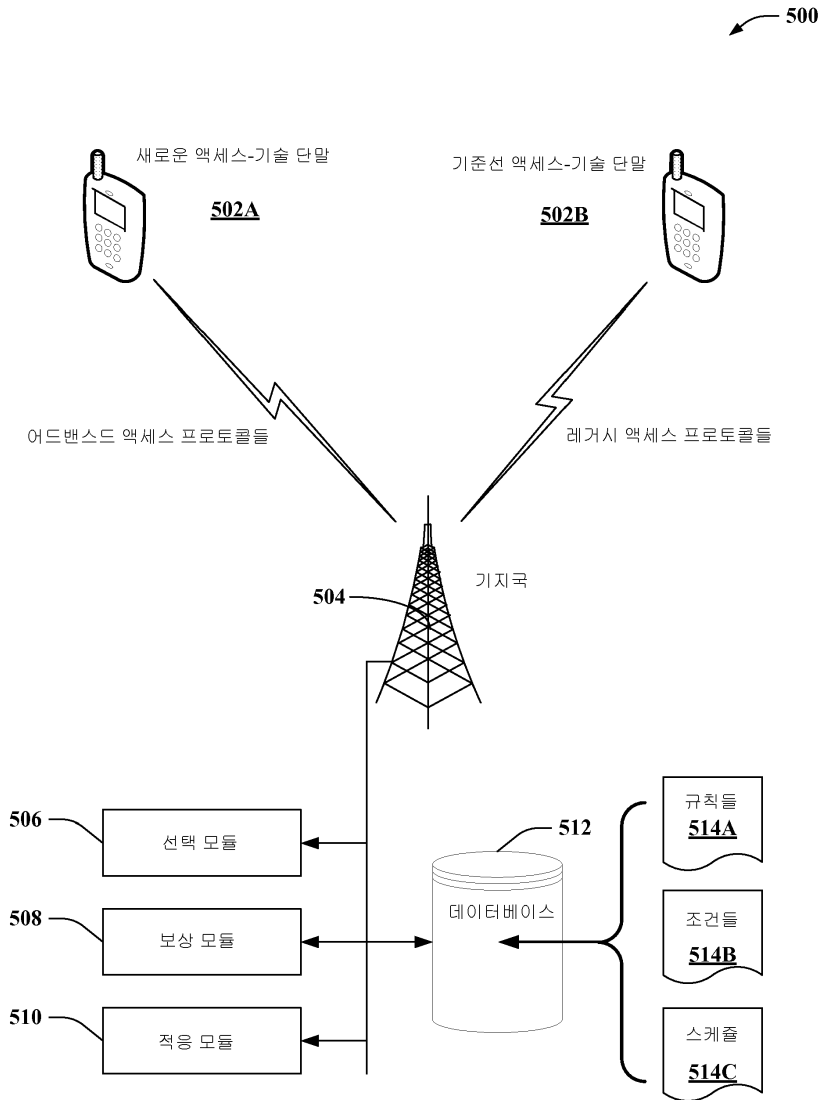 500
새로운 액세스-기술 단말
502A
기준선 액세스-기술 단말
502B
어드밴스드 액세스 프로토콜들
레거시 액세스 프로토콜들
504
기지국
506
선택 모듈
508
보상 모듈
510
적응 모듈
512
데이터베이스
규칙들
514A
조건들
514B
스케쥴
514C